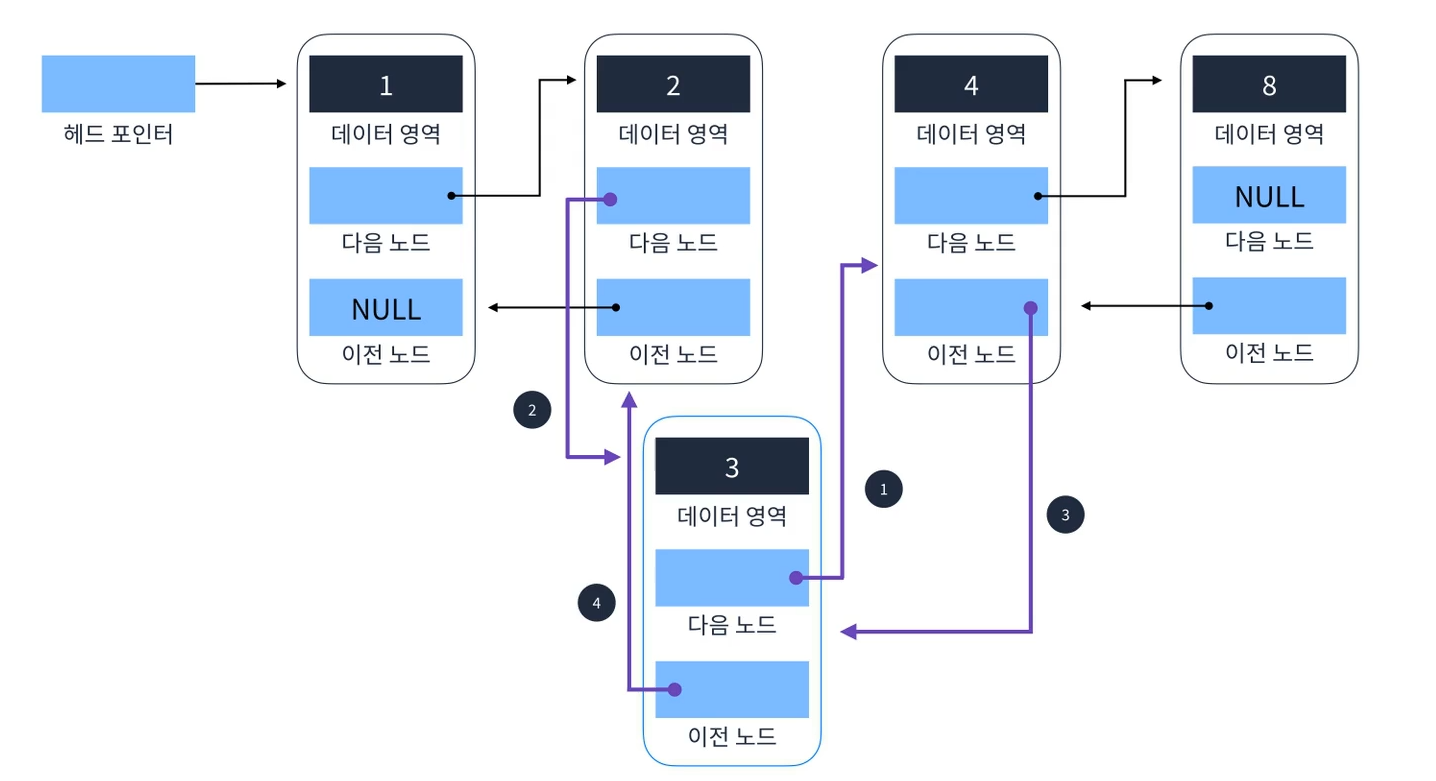 헤드 포인터
1
데이터 영역
다음 노드
NULL
이전 노드
2
데이터 영역
다음 노드
이전 노드
4
데이터 영역
다음 노드
이전 노드
8
데이터 영역
NULL
다음 노드
이전 노드
2
4
3
데이터 영역
다음 노드
이전 노드
1
3